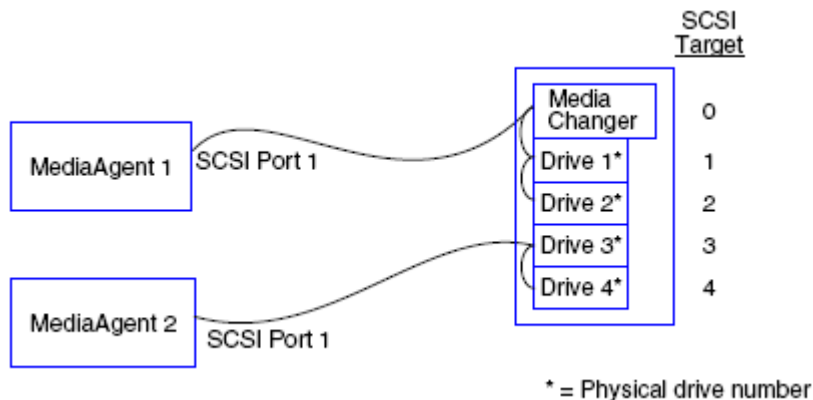 SCSI
Target
Media
Changer
0
MediaAgent 1
SCSI Port 1
Drive 1*
1
Drive 2*
2
Drive 3*
3
Drive 4*
4
MediaAgent 2
SCSI Port 1
* = Physical drive number